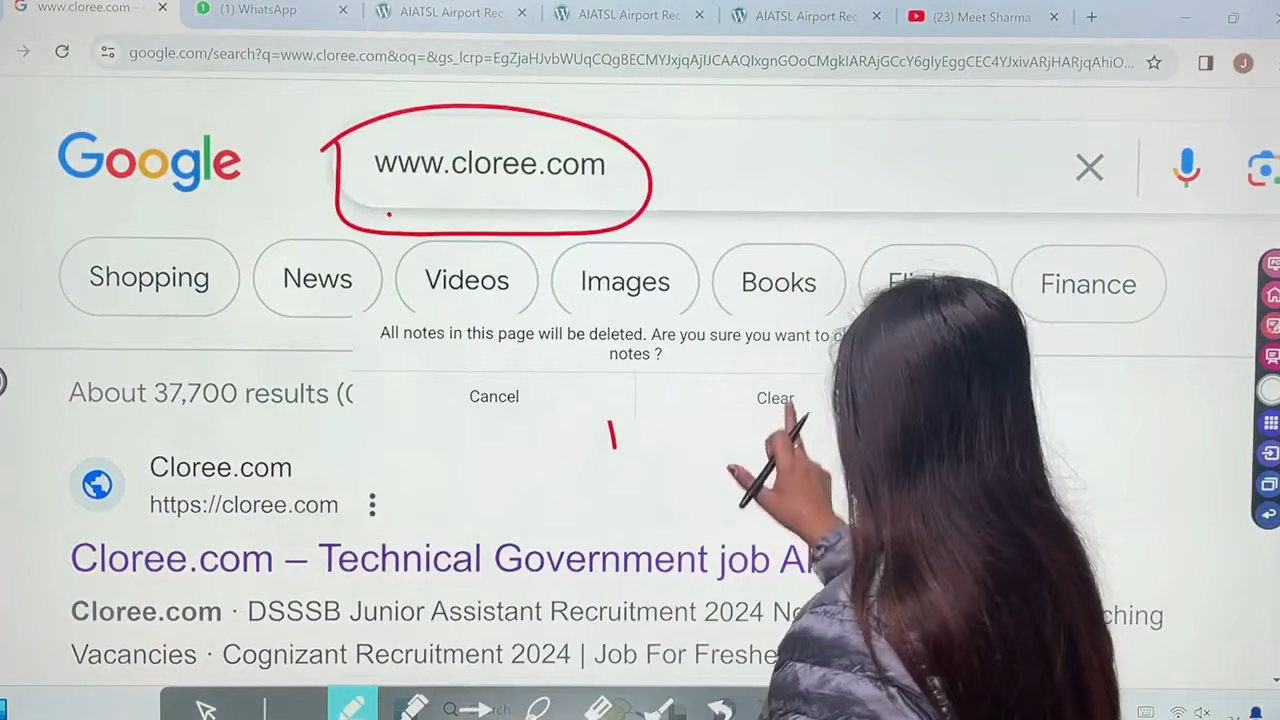 www.cloree.com -
(1) WhatsApp
AIATSL Airport Rec
AIATSL Airport Rec
AIATSL Airport Rec
(23) Meet Sharma
google.com/search?q=www.cloree.com&oq=&gs_lcrp=
J
Google
www.cloree.com
Shopping
News
Videos
Images
Books
Finance
All notes in this page will be deleted. Are you sure you want to
notes ?
About 37,700 results
Cancel
Clear
Cloree.com
https://cloree.com
Cloree.com – Technical Government job
Cloree.com · DSSSB Junior Assistant Recruitment 2024
Vacancies · Cognizant Recruitment 2024 | Job For